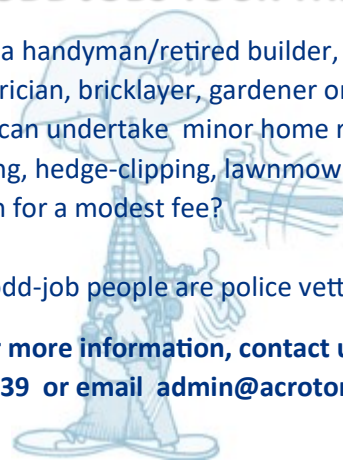 a handyman/retired builder,
rician, bricklayer, gardener or
can undertake minor home r
ng, hedge-clipping, lawnmow
n for a modest fee?
odd-job people are police vett
r more information, contact u
39 or email admin@acroto